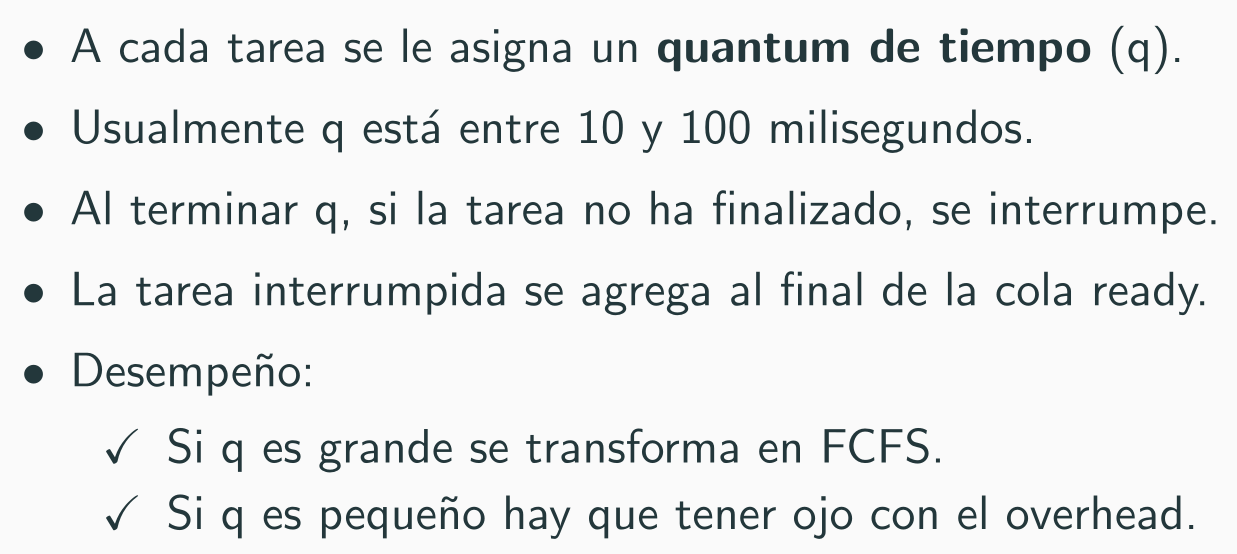 • A cada tarea se le asigna un quantum de tiempo (q).
• Usualmente q está entre 10 y 100 milisegundos.
• Al terminar q, si la tarea no ha finalizado, se interrumpe.
• La tarea interrumpida se agrega al final de la cola ready.
• Desempeño:
✓ Si q es grande se transforma en FCFS.
✓ Si q es pequeño hay que tener ojo con el overhead.